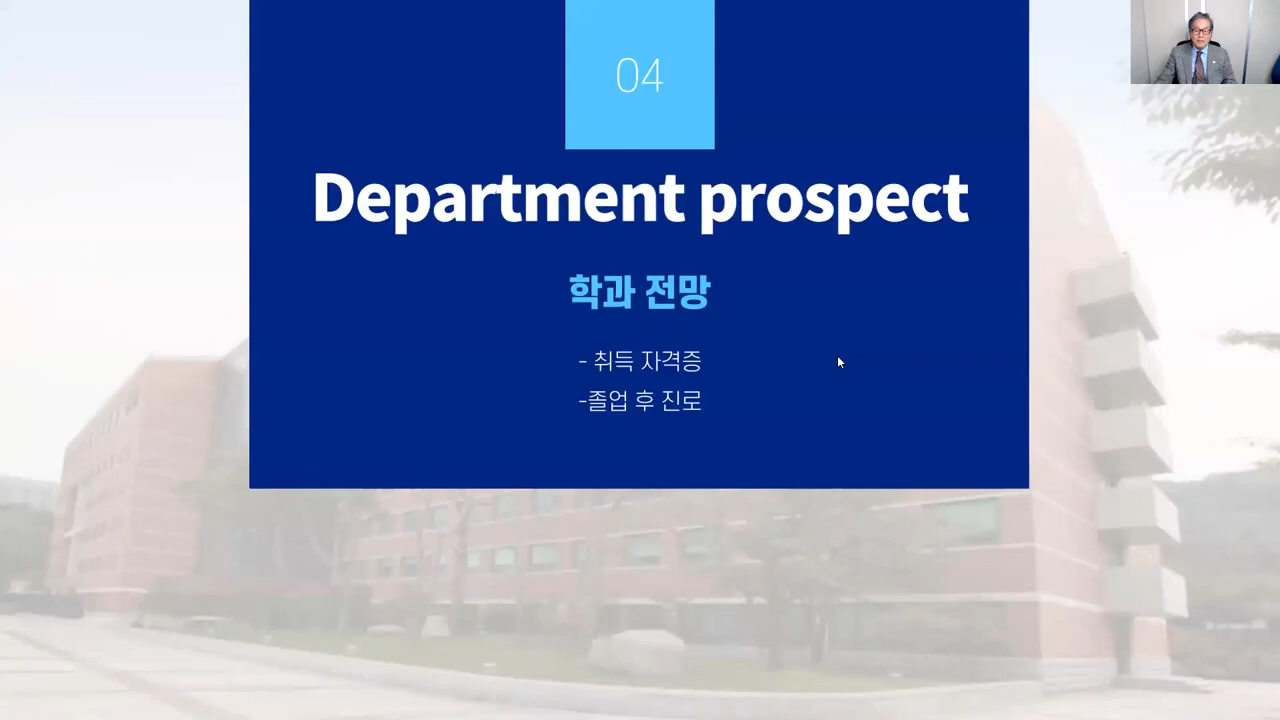 04
Department prospect
학과 전망
- 취득 자격증
-졸업 후 진로